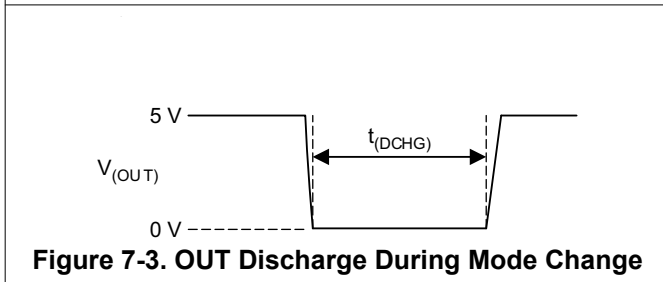 5 V
t(DCHG)
V(OUT)
0 V
Figure 7-3. OUT Discharge During Mode Change